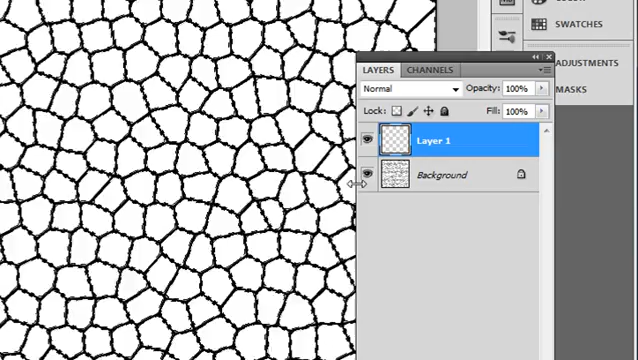 SWATCHES
ADJUSTMENTS
MASKS
LAYERS CHANNELS
Normal Opacity: 100%
Lock: Fill: 100%
Layer 1
Background